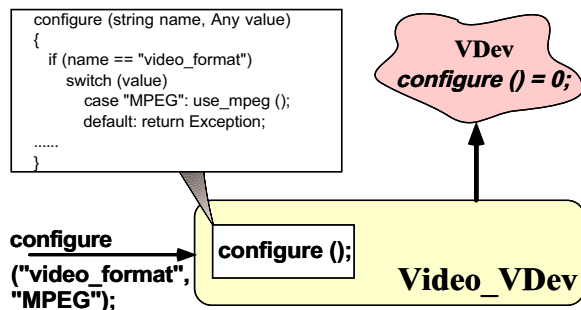 configure (string name, Any value)
{
if (name == "video_format")
switch (value)
case "MPEG": use_mpeg ();
default: return Exception;
......
}
VDev
configure () = 0;
configure
("video_format",
"MPEG");
configure ();
Video_VDev